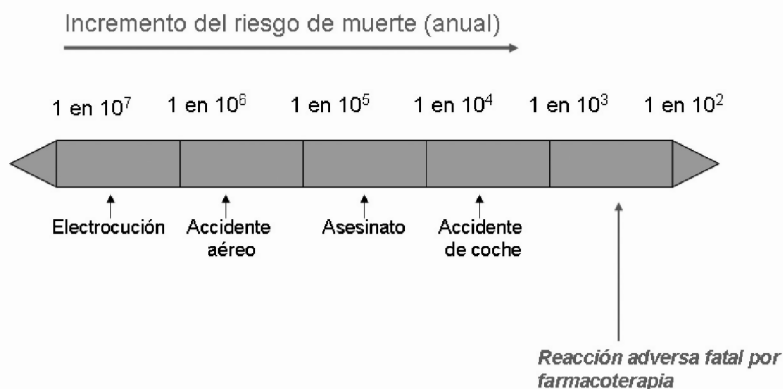 Incremento del riesgo de muerte (anual)
1 en 10⁷ 1 en 10⁶ 1 en 10⁵ 1 en 10⁴ 1 en 10³ 1 en 10²
Electrocución Accidente Asesinato Accidente
aéreo de coche
Reacción adversa fatal por
farmacoterapia